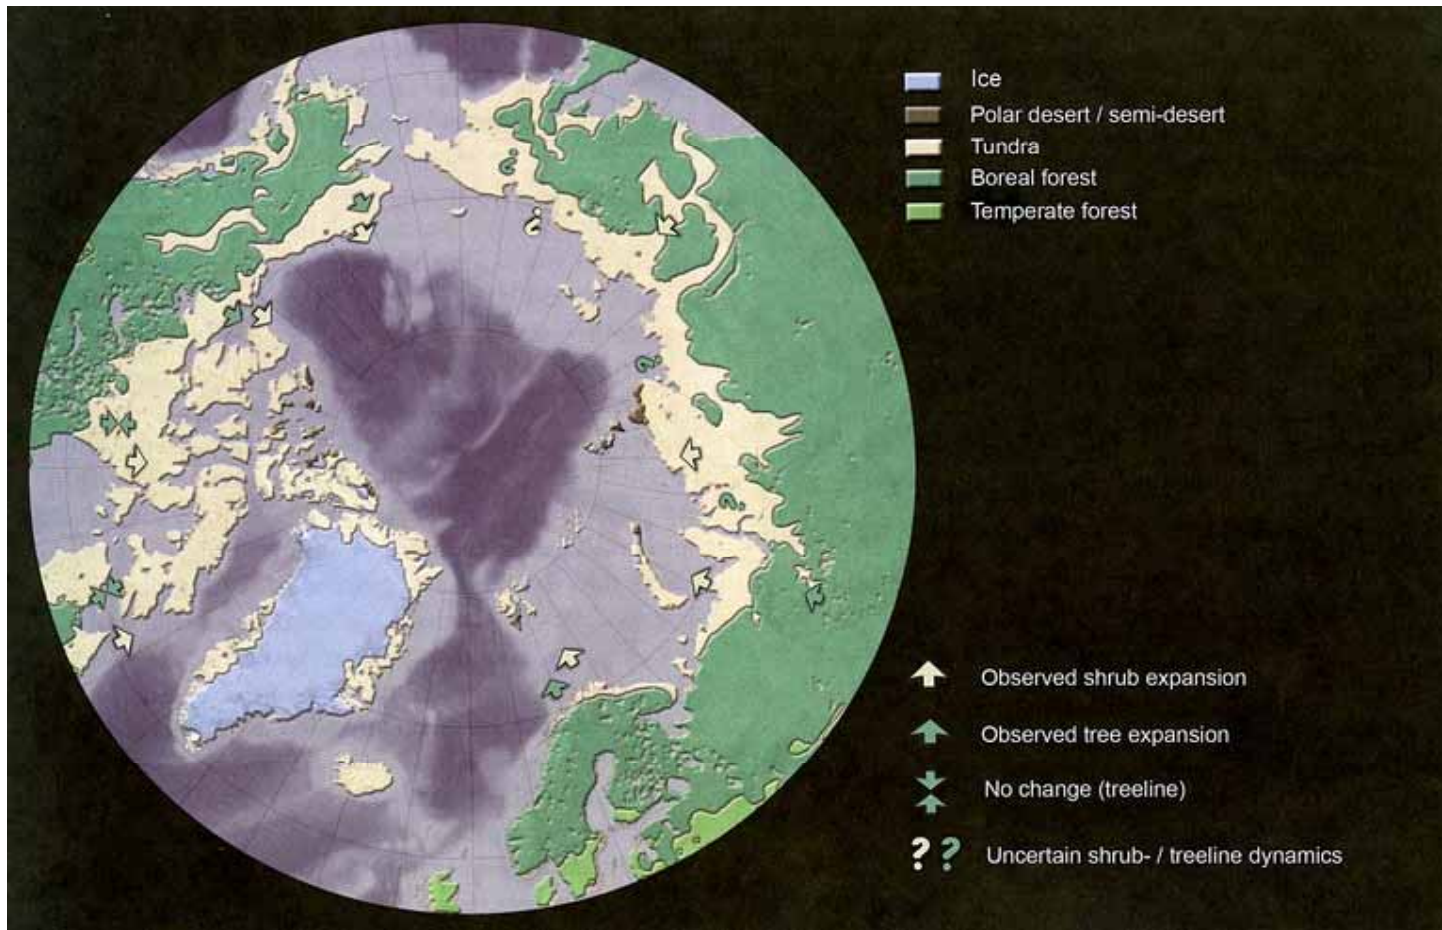 Ice
Polar desert / semi-desert
Tundra
Boreal forest
Temperate forest
Observed shrub expansion
Observed tree expansion
No change (treeline)
? ? Uncertain shrub- / treeline dynamics